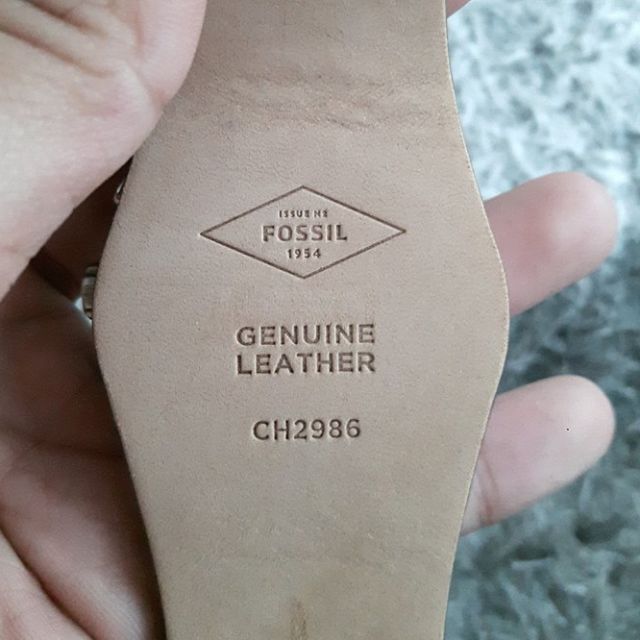 ISSUE №
FOSSIL
1954
GENUINE
LEATHER
CH2986